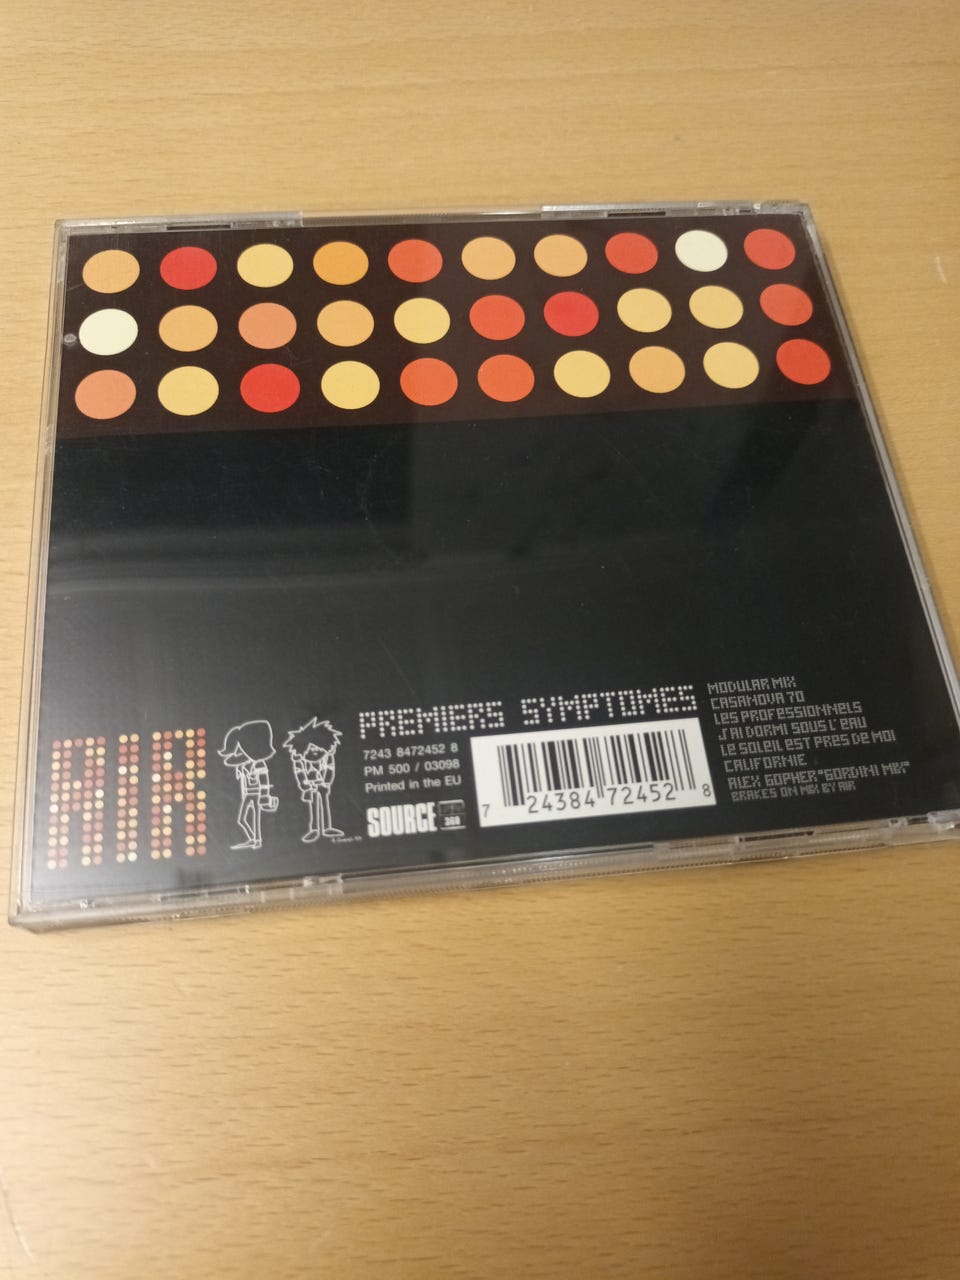 AIR
PREMIERS SYMPTOMES
7243 8472452 8
PM 500 / 03098
Printed in the EU
SOURCE
360
7 24384 72452 8
MODULAR MIX
CASANOVA 70
LES PROFESSIONNELS
J'AI DORMI SOUS L'EAU
LE SOLEIL EST PRES DE MOI
CALIFORNIE
ALEX GOPHER "GORDINI MIX"
BRAKES ON MIX BY AIR